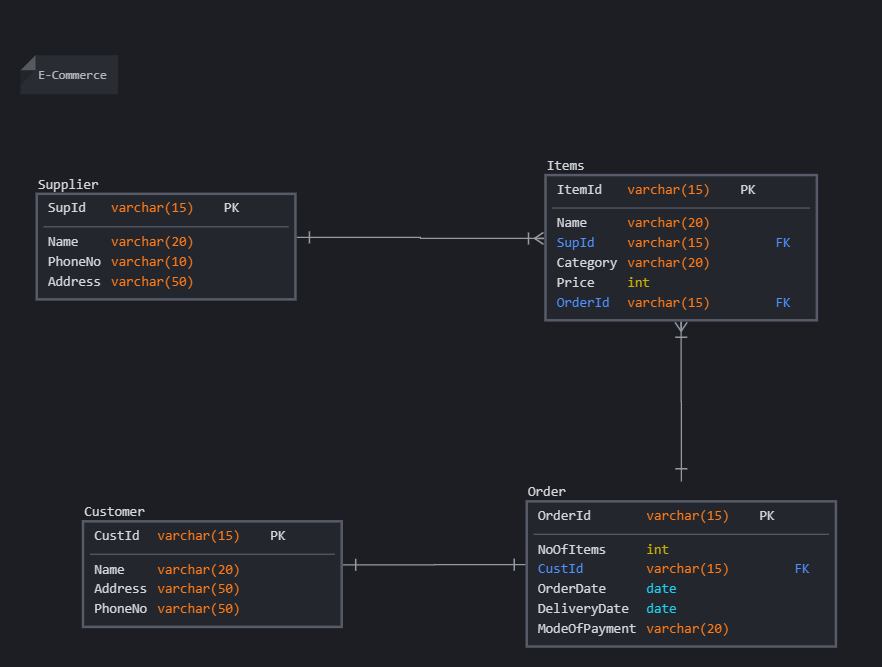 E-Commerce
Supplier
SupId varchar(15) PK
Name varchar(20)
PhoneNo varchar(10)
Address varchar(50)
Items
ItemId varchar(15) PK
Name varchar(20)
SupId varchar(15) FK
Category varchar(20)
Price int
OrderId varchar(15) FK
Customer
CustId varchar(15) PK
Name varchar(20)
Address varchar(50)
PhoneNo varchar(50)
Order
OrderId varchar(15) PK
NoOfItems int
CustId varchar(15) FK
OrderDate date
DeliveryDate date
ModeOfPayment varchar(20)